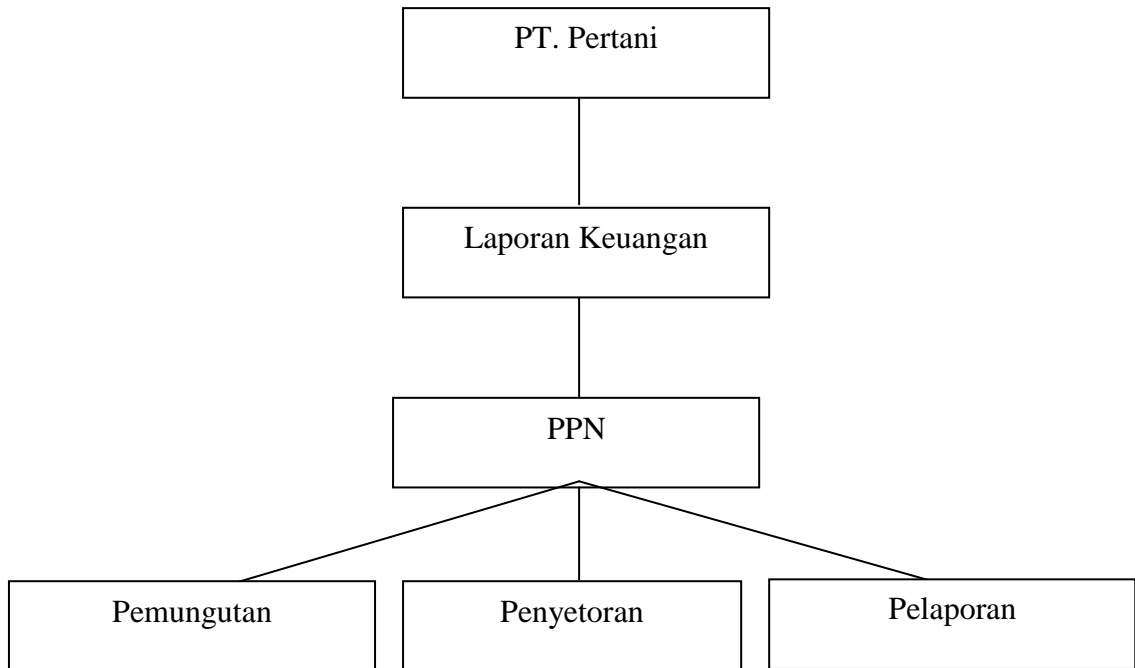 PT. Pertani
Laporan Keuangan
PPN
Pemungutan
Penyetoran
Pelaporan